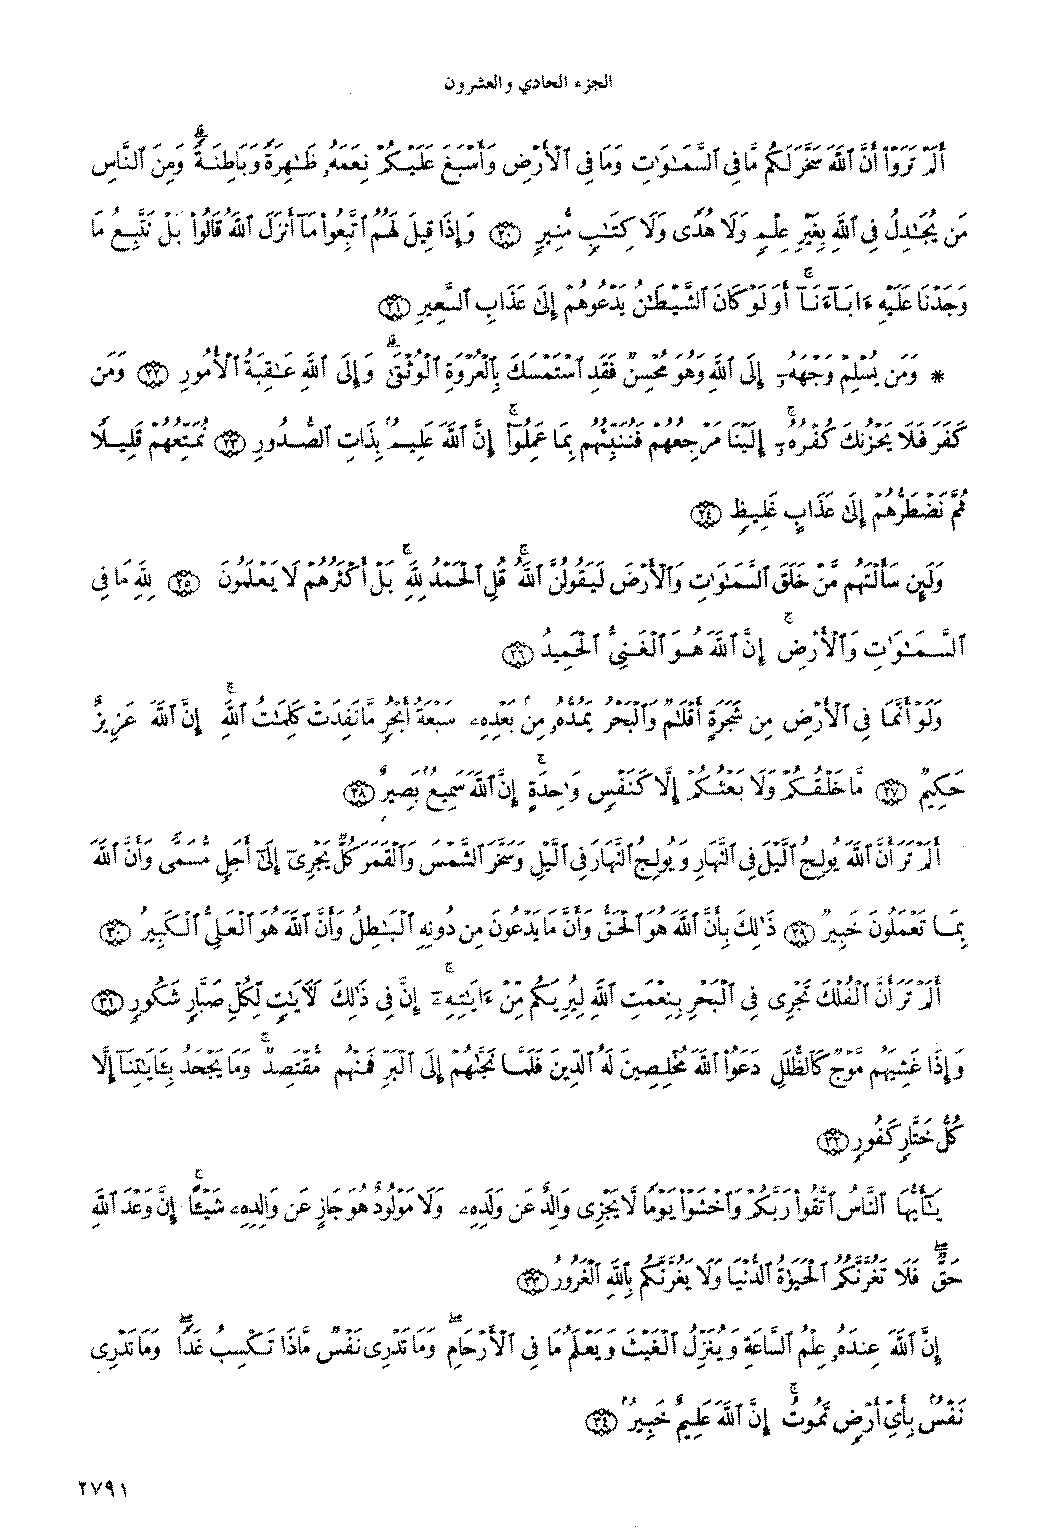 الجزء الحادي والعشرون
أَلَمْ تَرَوْا۟ أَنَّ ٱللَّهَ سَخَّرَ لَكُم مَّا فِى ٱلسَّمَٰوَٰتِ وَمَا فِى ٱلْأَرْضِ وَأَسْبَغَ عَلَيْكُمْ نِعَمَهُۥ ظَٰهِرَةً وَبَاطِنَةً ۗ وَمِنَ ٱلنَّاسِ
مَن يُجَٰدِلُ فِى ٱللَّهِ بِغَيْرِ عِلْمٍ وَلَا هُدًى وَلَا كِتَٰبٍ مُّنِيرٍ ﴿٢٠﴾ وَإِذَا قِيلَ لَهُمُ ٱتَّبِعُوا۟ مَآ أَنزَلَ ٱللَّهُ قَالُوا۟ بَلْ نَتَّبِعُ مَا
وَجَدْنَا عَلَيْهِ ءَابَآءَنَآ ۚ أَوَلَوْ كَانَ ٱلشَّيْطَٰنُ يَدْعُوهُمْ إِلَىٰ عَذَابِ ٱلسَّعِيرِ ﴿٢١﴾
* وَمَن يُسْلِمْ وَجْهَهُۥٓ إِلَى ٱللَّهِ وَهُوَ مُحْسِنٌ فَقَدِ ٱسْتَمْسَكَ بِٱلْعُرْوَةِ ٱلْوُثْقَىٰ ۗ وَإِلَى ٱللَّهِ عَٰقِبَةُ ٱلْأُمُورِ ﴿٢٢﴾ وَمَن
كَفَرَ فَلَا يَحْزُنكَ كُفْرُهُۥٓ ۚ إِلَيْنَا مَرْجِعُهُمْ فَنُنَبِّئُهُم بِمَا عَمِلُوٓا۟ ۚ إِنَّ ٱللَّهَ عَلِيمٌۢ بِذَاتِ ٱلصُّدُورِ ﴿٢٣﴾ نُمَتِّعُهُمْ قَلِيلًا
ثُمَّ نَضْطَرُّهُمْ إِلَىٰ عَذَابٍ غَلِيظٍ ﴿٢٤﴾
وَلَئِن سَأَلْتَهُم مَّنْ خَلَقَ ٱلسَّمَٰوَٰتِ وَٱلْأَرْضَ لَيَقُولُنَّ ٱللَّهُ ۚ قُلِ ٱلْحَمْدُ لِلَّهِ ۚ بَلْ أَكْثَرُهُمْ لَا يَعْلَمُونَ ﴿٢٥﴾ لِلَّهِ مَا فِى
ٱلسَّمَٰوَٰتِ وَٱلْأَرْضِ ۚ إِنَّ ٱللَّهَ هُوَ ٱلْغَنِىُّ ٱلْحَمِيدُ ﴿٢٦﴾
وَلَوْ أَنَّمَا فِى ٱلْأَرْضِ مِن شَجَرَةٍ أَقْلَٰمٌ وَٱلْبَحْرُ يَمُدُّهُۥ مِنۢ بَعْدِهِۦ سَبْعَةُ أَبْحُرٍ مَّا نَفِدَتْ كَلِمَٰتُ ٱللَّهِ ۗ إِنَّ ٱللَّهَ عَزِيزٌ
حَكِيمٌ ﴿٢٧﴾ مَّا خَلْقُكُمْ وَلَا بَعْثُكُمْ إِلَّا كَنَفْسٍ وَٰحِدَةٍ ۗ إِنَّ ٱللَّهَ سَمِيعٌۢ بَصِيرٌ ﴿٢٨﴾
أَلَمْ تَرَ أَنَّ ٱللَّهَ يُولِجُ ٱلَّيْلَ فِى ٱلنَّهَارِ وَيُولِجُ ٱلنَّهَارَ فِى ٱلَّيْلِ وَسَخَّرَ ٱلشَّمْسَ وَٱلْقَمَرَ كُلٌّ يَجْرِىٓ إِلَىٰٓ أَجَلٍ مُّسَمًّى وَأَنَّ ٱللَّهَ
بِمَا تَعْمَلُونَ خَبِيرٌ ﴿٢٩﴾ ذَٰلِكَ بِأَنَّ ٱللَّهَ هُوَ ٱلْحَقُّ وَأَنَّ مَا يَدْعُونَ مِن دُونِهِ ٱلْبَٰطِلُ وَأَنَّ ٱللَّهَ هُوَ ٱلْعَلِىُّ ٱلْكَبِيرُ ﴿٣٠﴾
أَلَمْ تَرَ أَنَّ ٱلْفُلْكَ تَجْرِى فِى ٱلْبَحْرِ بِنِعْمَتِ ٱللَّهِ لِيُرِيَكُم مِّنْ ءَايَٰتِهِۦٓ ۚ إِنَّ فِى ذَٰلِكَ لَءَايَٰتٍ لِّكُلِّ صَبَّارٍ شَكُورٍ ﴿٣١﴾
وَإِذَا غَشِيَهُم مَّوْجٌ كَٱلظُّلَلِ دَعَوُا۟ ٱللَّهَ مُخْلِصِينَ لَهُ ٱلدِّينَ فَلَمَّا نَجَّىٰهُمْ إِلَى ٱلْبَرِّ فَمِنْهُم مُّقْتَصِدٌ ۚ وَمَا يَجْحَدُ بِـَٔايَٰتِنَآ إِلَّا
كُلُّ خَتَّارٍ كَفُورٍ ﴿٣٢﴾
يَٰٓأَيُّهَا ٱلنَّاسُ ٱتَّقُوا۟ رَبَّكُمْ وَٱخْشَوْا۟ يَوْمًا لَّا يَجْزِى وَالِدٌ عَن وَلَدِهِۦ وَلَا مَوْلُودٌ هُوَ جَازٍ عَن وَالِدِهِۦ شَيْـًٔا ۚ إِنَّ وَعْدَ ٱللَّهِ
حَقٌّ ۖ فَلَا تَغُرَّنَّكُمُ ٱلْحَيَوٰةُ ٱلدُّنْيَا وَلَا يَغُرَّنَّكُم بِٱللَّهِ ٱلْغَرُورُ ﴿٣٣﴾
إِنَّ ٱللَّهَ عِندَهُۥ عِلْمُ ٱلسَّاعَةِ وَيُنَزِّلُ ٱلْغَيْثَ وَيَعْلَمُ مَا فِى ٱلْأَرْحَامِ ۖ وَمَا تَدْرِى نَفْسٌ مَّاذَا تَكْسِبُ غَدًا ۖ وَمَا تَدْرِى
نَفْسٌۢ بِأَىِّ أَرْضٍ تَمُوتُ ۚ إِنَّ ٱللَّهَ عَلِيمٌ خَبِيرٌۢ ﴿٣٤﴾
٢٧٩١